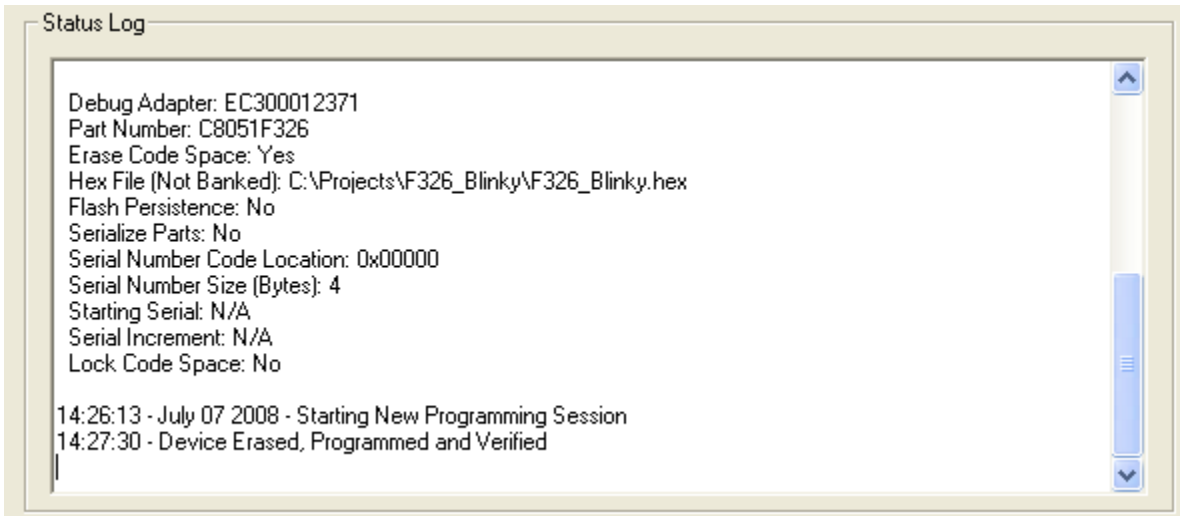 Status Log
Debug Adapter: EC300012371
Part Number: C8051F326
Erase Code Space: Yes
Hex File (Not Banked): C:\Projects\F326_Blinky\F326_Blinky.hex
Flash Persistence: No
Serialize Parts: No
Serial Number Code Location: 0x00000
Serial Number Size (Bytes): 4
Starting Serial: N/A
Serial Increment: N/A
Lock Code Space: No
14:26:13 - July 07 2008 - Starting New Programming Session
14:27:30 - Device Erased, Programmed and Verified